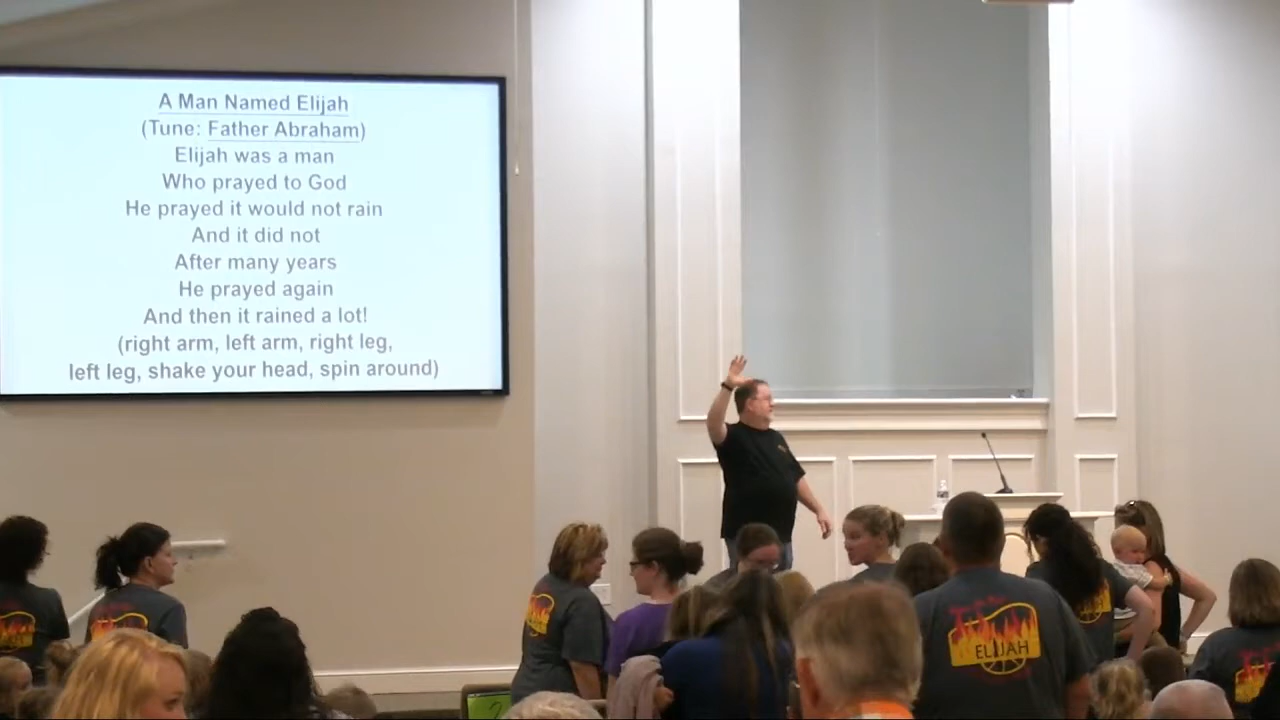 A Man Named Elijah
(Tune: Father Abraham)
Elijah was a man
Who prayed to God
He prayed it would not rain
And it did not
After many years
He prayed again
And then it rained a lot!
(right arm, left arm, right leg,
left leg, shake your head, spin around)
ELIJAH